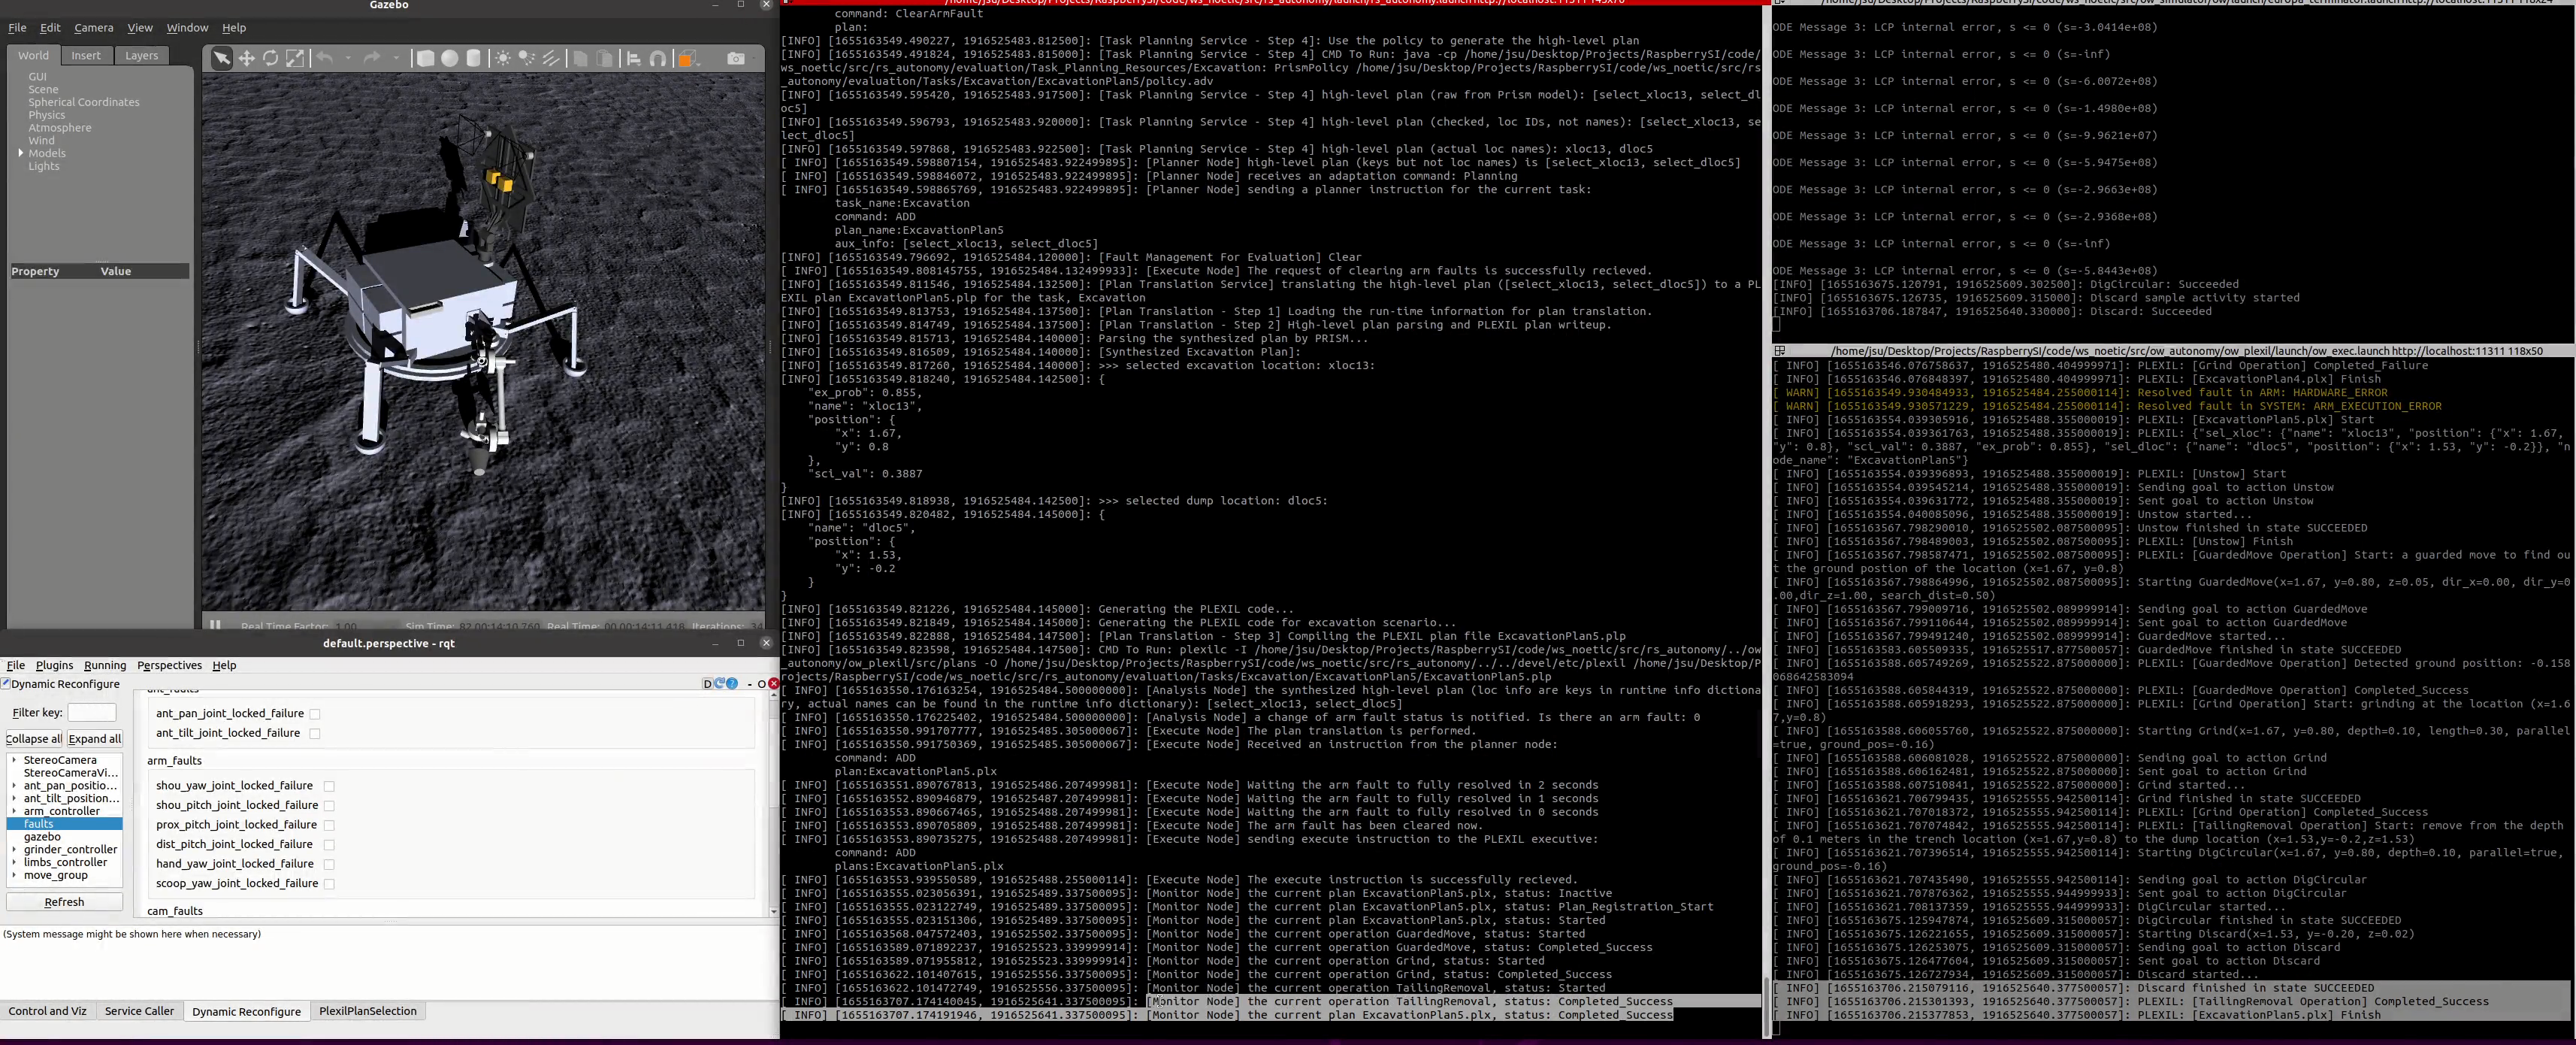 Gazebo
File Edit Camera View Window Help
World Insert Layers
GUI
Scene
Spherical Coordinates
Physics
Atmosphere
Wind
Models
Lights
Property Value
Real Time Factor: 1.00 Sim Time: 82 00:14:10.760 Real Time: 00 00:14:11.418 Iterations: 34
default.perspective - rqt
File Plugins Running Perspectives Help
Dynamic Reconfigure
D - O
Filter key:
Collapse all Expand all
StereoCamera
StereoCameraVi...
ant_pan_positio...
ant_tilt_position...
arm_controller
faults
gazebo
grinder_controller
limbs_controller
move_group
Refresh
ant_faults
ant_pan_joint_locked_failure
ant_tilt_joint_locked_failure
arm_faults
shou_yaw_joint_locked_failure
shou_pitch_joint_locked_failure
prox_pitch_joint_locked_failure
dist_pitch_joint_locked_failure
hand_yaw_joint_locked_failure
scoop_yaw_joint_locked_failure
cam_faults
(System message might be shown here when necessary)
Control and Viz Service Caller Dynamic Reconfigure PlexilPlanSelection
command: ClearArmFault
plan:
[INFO] [1655163549.490227, 1916525483.812500]: [Task Planning Service - Step 4]: Use the policy to generate the high-level plan
[INFO] [1655163549.491824, 1916525483.815000]: [Task Planning Service - Step 4] CMD To Run: java -cp /home/jsu/Desktop/Projects/RaspberrySI/code/
ws_noetic/src/rs_autonomy/evaluation/Task_Planning_Resources/Excavation: PrismPolicy /home/jsu/Desktop/Projects/RaspberrySI/code/ws_noetic/src/rs
_autonomy/evaluation/Tasks/Excavation/ExcavationPlan5/policy.adv
[INFO] [1655163549.595420, 1916525483.917500]: [Task Planning Service - Step 4] high-level plan (raw from Prism model): [select_xloc13, select_dl
oc5]
[INFO] [1655163549.596793, 1916525483.920000]: [Task Planning Service - Step 4] high-level plan (checked, loc IDs, not names): [select_xloc13, se
lect_dloc5]
[INFO] [1655163549.597868, 1916525483.922500]: [Task Planning Service - Step 4] high-level plan (actual loc names): xloc13, dloc5
[ INFO] [1655163549.598807154, 1916525483.922499895]: [Planner Node] high-level plan (keys but not loc names) is [select_xloc13, select_dloc5]
[ INFO] [1655163549.598846072, 1916525483.922499895]: [Planner Node] receives an adaptation command: Planning
[ INFO] [1655163549.598865769, 1916525483.922499895]: [Planner Node] sending a planner instruction for the current task:
task_name:Excavation
command: ADD
plan_name:ExcavationPlan5
aux_info: [select_xloc13, select_dloc5]
[INFO] [1655163549.796692, 1916525484.120000]: [Fault Management For Evaluation] Clear
[ INFO] [1655163549.808145755, 1916525484.132499933]: [Execute Node] The request of clearing arm faults is successfully recieved.
[INFO] [1655163549.811546, 1916525484.132500]: [Plan Translation Service] translating the high-level plan ([select_xloc13, select_dloc5]) to a PL
EXIL plan ExcavationPlan5.plp for the task, Excavation
[INFO] [1655163549.813753, 1916525484.137500]: [Plan Translation - Step 1] Loading the run-time information for plan translation.
[INFO] [1655163549.814749, 1916525484.137500]: [Plan Translation - Step 2] High-level plan parsing and PLEXIL plan writeup.
[INFO] [1655163549.815713, 1916525484.140000]: Parsing the synthesized plan by PRISM...
[INFO] [1655163549.816509, 1916525484.140000]: [Synthesized Excavation Plan]:
[INFO] [1655163549.817260, 1916525484.140000]: >>> selected excavation location: xloc13:
[INFO] [1655163549.818240, 1916525484.142500]: {
"ex_prob": 0.855,
"name": "xloc13",
"position": {
"x": 1.67,
"y": 0.8
},
"sci_val": 0.3887
}
[INFO] [1655163549.818938, 1916525484.142500]: >>> selected dump location: dloc5:
[INFO] [1655163549.820482, 1916525484.145000]: {
"name": "dloc5",
"position": {
"x": 1.53,
"y": -0.2
}
}
[INFO] [1655163549.821226, 1916525484.145000]: Generating the PLEXIL code...
[INFO] [1655163549.821849, 1916525484.145000]: Generating the PLEXIL code for excavation scenario...
[INFO] [1655163549.822888, 1916525484.147500]: [Plan Translation - Step 3] Compiling the PLEXIL plan file ExcavationPlan5.plp
[INFO] [1655163549.823598, 1916525484.147500]: CMD To Run: plexilc -I /home/jsu/Desktop/Projects/RaspberrySI/code/ws_noetic/src/rs_autonomy/../ow
_autonomy/ow_plexil/src/plans -O /home/jsu/Desktop/Projects/RaspberrySI/code/ws_noetic/src/rs_autonomy/../../devel/etc/plexil /home/jsu/Desktop/P
rojects/RaspberrySI/code/ws_noetic/src/rs_autonomy/evaluation/Tasks/Excavation/ExcavationPlan5/ExcavationPlan5.plp
[ INFO] [1655163550.176163254, 1916525484.500000000]: [Analysis Node] the synthesized high-level plan (loc info are keys in runtime info dictiona
ry, actual names can be found in the runtime info dictionary): [select_xloc13, select_dloc5]
[ INFO] [1655163550.176225402, 1916525484.500000000]: [Analysis Node] a change of arm fault status is notified. Is there an arm fault: 0
[ INFO] [1655163550.991707777, 1916525485.305000067]: [Execute Node] The plan translation is performed.
[ INFO] [1655163550.991750369, 1916525485.305000067]: [Execute Node] Received an instruction from the planner node:
command: ADD
plan:ExcavationPlan5.plx
[ INFO] [1655163551.890767813, 1916525486.207499981]: [Execute Node] Waiting the arm fault to fully resolved in 2 seconds
[ INFO] [1655163552.890946879, 1916525487.207499981]: [Execute Node] Waiting the arm fault to fully resolved in 1 seconds
[ INFO] [1655163553.890667465, 1916525488.207499981]: [Execute Node] Waiting the arm fault to fully resolved in 0 seconds
[ INFO] [1655163553.890705809, 1916525488.207499981]: [Execute Node] The arm fault has been cleared now.
[ INFO] [1655163553.890735275, 1916525488.207499981]: [Execute Node] sending execute instruction to the PLEXIL executive:
command: ADD
plans:ExcavationPlan5.plx
[ INFO] [1655163553.939550589, 1916525488.255000114]: [Execute Node] The execute instruction is successfully recieved.
[ INFO] [1655163555.023056391, 1916525489.337500095]: [Monitor Node] the current plan ExcavationPlan5.plx, status: Inactive
[ INFO] [1655163555.023122749, 1916525489.337500095]: [Monitor Node] the current plan ExcavationPlan5.plx, status: Plan_Registration_Start
[ INFO] [1655163555.023151306, 1916525489.337500095]: [Monitor Node] the current plan ExcavationPlan5.plx, status: Started
[ INFO] [1655163568.047572403, 1916525502.337500095]: [Monitor Node] the current operation GuardedMove, status: Started
[ INFO] [1655163589.071892237, 1916525523.339999914]: [Monitor Node] the current operation GuardedMove, status: Completed_Success
[ INFO] [1655163589.071955812, 1916525523.339999914]: [Monitor Node] the current operation Grind, status: Started
[ INFO] [1655163622.101407615, 1916525556.337500095]: [Monitor Node] the current operation Grind, status: Completed_Success
[ INFO] [1655163622.101472749, 1916525556.337500095]: [Monitor Node] the current operation TailingRemoval, status: Started
[ INFO] [1655163707.174140045, 1916525641.337500095]: [Monitor Node] the current operation TailingRemoval, status: Completed_Success
[ INFO] [1655163707.174191946, 1916525641.337500095]: [Monitor Node] the current plan ExcavationPlan5.plx, status: Completed_Success
ODE Message 3: LCP internal error, s <= 0 (s=-3.0414e+08)
ODE Message 3: LCP internal error, s <= 0 (s=-inf)
ODE Message 3: LCP internal error, s <= 0 (s=-6.0072e+08)
ODE Message 3: LCP internal error, s <= 0 (s=-1.4980e+08)
ODE Message 3: LCP internal error, s <= 0 (s=-9.9621e+07)
ODE Message 3: LCP internal error, s <= 0 (s=-5.9475e+08)
ODE Message 3: LCP internal error, s <= 0 (s=-2.9663e+08)
ODE Message 3: LCP internal error, s <= 0 (s=-2.9368e+08)
ODE Message 3: LCP internal error, s <= 0 (s=-inf)
ODE Message 3: LCP internal error, s <= 0 (s=-5.8443e+08)
[INFO] [1655163675.120791, 1916525609.302500]: DigCircular: Succeeded
[INFO] [1655163675.126735, 1916525609.315000]: Discard sample activity started
[INFO] [1655163706.187847, 1916525640.330000]: Discard: Succeeded
/home/jsu/Desktop/Projects/RaspberrySI/code/ws_noetic/src/ow_autonomy/ow_plexil/launch/ow_exec.launch http://localhost:11311 118x50
[ INFO] [1655163546.076758637, 1916525480.404999971]: PLEXIL: [Grind Operation] Completed_Failure
[ INFO] [1655163546.076848397, 1916525480.404999971]: PLEXIL: [ExcavationPlan4.plx] Finish
[ WARN] [1655163549.930484933, 1916525484.255000114]: Resolved fault in ARM: HARDWARE_ERROR
[ WARN] [1655163549.930571229, 1916525484.255000114]: Resolved fault in SYSTEM: ARM_EXECUTION_ERROR
[ INFO] [1655163554.039305916, 1916525488.355000019]: PLEXIL: [ExcavationPlan5.plx] Start
[ INFO] [1655163554.039361763, 1916525488.355000019]: PLEXIL: {"sel_xloc": {"name": "xloc13", "position": {"x": 1.67,
"y": 0.8}, "sci_val": 0.3887, "ex_prob": 0.855}, "sel_dloc": {"name": "dloc5", "position": {"x": 1.53, "y": -0.2}}, "n
ode_name": "ExcavationPlan5"}
[ INFO] [1655163554.039396893, 1916525488.355000019]: PLEXIL: [Unstow] Start
[ INFO] [1655163554.039545214, 1916525488.355000019]: Sending goal to action Unstow
[ INFO] [1655163554.039631772, 1916525488.355000019]: Sent goal to action Unstow
[ INFO] [1655163554.040085096, 1916525488.355000019]: Unstow started...
[ INFO] [1655163567.798290010, 1916525502.087500095]: Unstow finished in state SUCCEEDED
[ INFO] [1655163567.798489003, 1916525502.087500095]: PLEXIL: [Unstow] Finish
[ INFO] [1655163567.798587471, 1916525502.087500095]: PLEXIL: [GuardedMove Operation] Start: a guarded move to find ou
t the ground postion of the location (x=1.67, y=0.8)
[ INFO] [1655163567.798864996, 1916525502.087500095]: Starting GuardedMove(x=1.67, y=0.80, z=0.05, dir_x=0.00, dir_y=0
.00,dir_z=1.00, search_dist=0.50)
[ INFO] [1655163567.799009716, 1916525502.089999914]: Sending goal to action GuardedMove
[ INFO] [1655163567.799110644, 1916525502.089999914]: Sent goal to action GuardedMove
[ INFO] [1655163567.799491240, 1916525502.089999914]: GuardedMove started...
[ INFO] [1655163583.605509335, 1916525517.877500057]: GuardedMove finished in state SUCCEEDED
[ INFO] [1655163588.605749269, 1916525522.875000000]: PLEXIL: [GuardedMove Operation] Detected ground position: -0.158
068642583094
[ INFO] [1655163588.605844319, 1916525522.875000000]: PLEXIL: [GuardedMove Operation] Completed_Success
[ INFO] [1655163588.605918293, 1916525522.875000000]: PLEXIL: [Grind Operation] Start: grinding at the location (x=1.6
7,y=0.8)
[ INFO] [1655163588.606055760, 1916525522.875000000]: Starting Grind(x=1.67, y=0.80, depth=0.10, length=0.30, parallel
=true, ground_pos=-0.16)
[ INFO] [1655163588.606081028, 1916525522.875000000]: Sending goal to action Grind
[ INFO] [1655163588.606162481, 1916525522.875000000]: Sent goal to action Grind
[ INFO] [1655163588.607510841, 1916525522.875000000]: Grind started...
[ INFO] [1655163621.706799435, 1916525555.942500114]: Grind finished in state SUCCEEDED
[ INFO] [1655163621.707018372, 1916525555.942500114]: PLEXIL: [Grind Operation] Completed_Success
[ INFO] [1655163621.707074842, 1916525555.942500114]: PLEXIL: [TailingRemoval Operation] Start: remove from the depth
of 0.1 meters in the trench location (x=1.67,y=0.8) to the dump location (x=1.53,y=-0.2,z=1.53)
[ INFO] [1655163621.707396514, 1916525555.942500114]: Starting DigCircular(x=1.67, y=0.80, depth=0.10, parallel=true,
ground_pos=-0.16)
[ INFO] [1655163621.707435490, 1916525555.942500114]: Sending goal to action DigCircular
[ INFO] [1655163621.707876362, 1916525555.944999933]: Sent goal to action DigCircular
[ INFO] [1655163621.708137359, 1916525555.944999933]: DigCircular started...
[ INFO] [1655163675.125947874, 1916525609.315000057]: DigCircular finished in state SUCCEEDED
[ INFO] [1655163675.126221655, 1916525609.315000057]: Starting Discard(x=1.53, y=-0.20, z=0.02)
[ INFO] [1655163675.126253075, 1916525609.315000057]: Sending goal to action Discard
[ INFO] [1655163675.126477604, 1916525609.315000057]: Sent goal to action Discard
[ INFO] [1655163675.126727934, 1916525609.315000057]: Discard started...
[ INFO] [1655163706.215079116, 1916525640.377500057]: Discard finished in state SUCCEEDED
[ INFO] [1655163706.215301393, 1916525640.377500057]: PLEXIL: [TailingRemoval Operation] Completed_Success
[ INFO] [1655163706.215377853, 1916525640.377500057]: PLEXIL: [ExcavationPlan5.plx] Finish